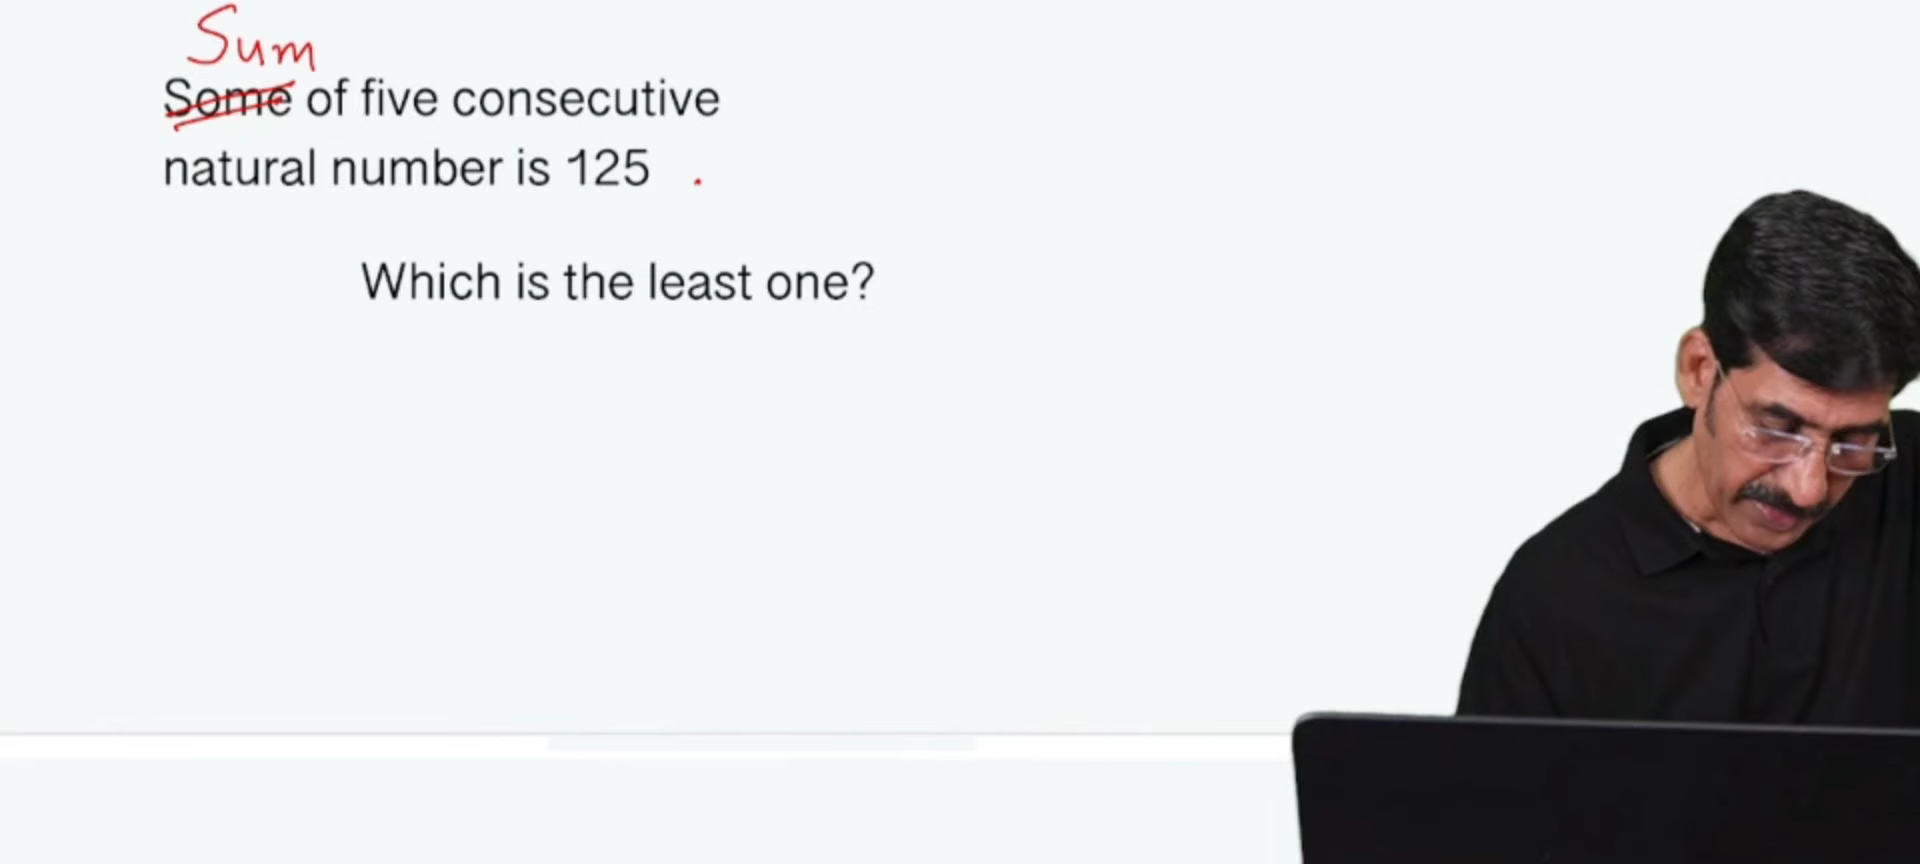 Sum
Some of five consecutive
natural number is 125 .
Which is the least one?